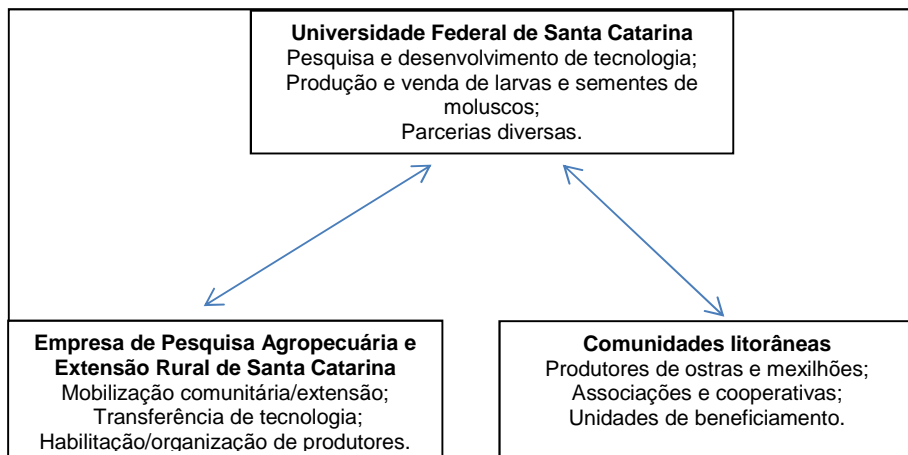 Universidade Federal de Santa Catarina
Pesquisa e desenvolvimento de tecnologia;
Produção e venda de larvas e sementes de
moluscos;
Parcerias diversas.
Empresa de Pesquisa Agropecuária e
Extensão Rural de Santa Catarina
Mobilização comunitária/extensão;
Transferência de tecnologia;
Habilitação/organização de produtores.
Comunidades litorâneas
Produtores de ostras e mexilhões;
Associações e cooperativas;
Unidades de beneficiamento.